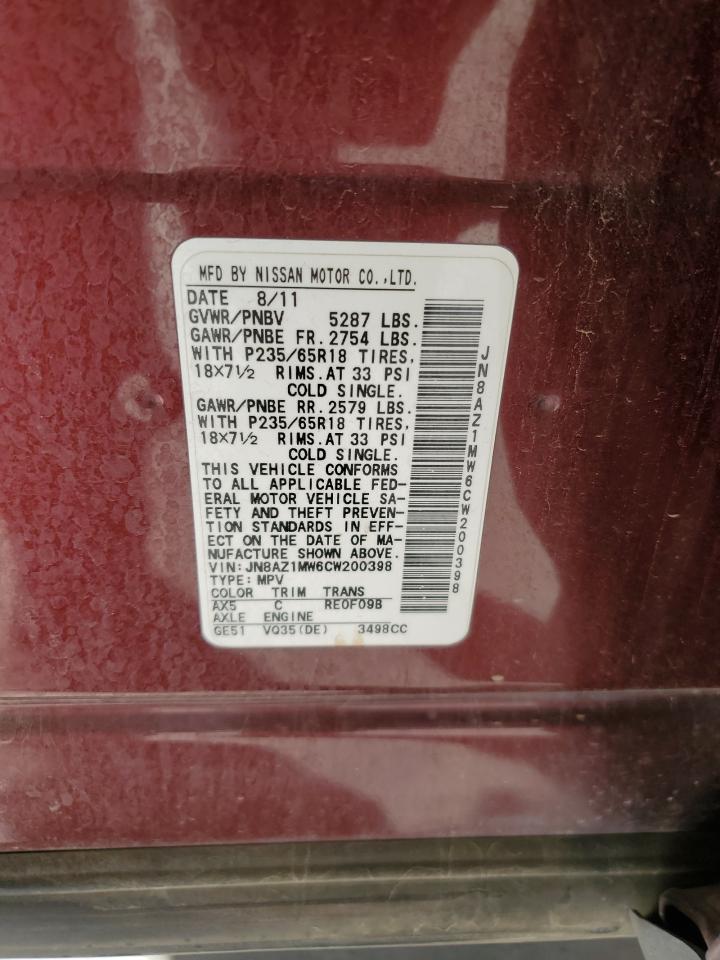 MFD BY NISSAN MOTOR CO.,LTD.
DATE 8/11
GVWR/PNBV 5287 LBS.
GAWR/PNBE FR. 2754 LBS.
WITH P235/65R18 TIRES,
18×7½ RIMS.AT 33 PSI
COLD SINGLE.
GAWR/PNBE RR. 2579 LBS.
WITH P235/65R18 TIRES,
18×7½ RIMS.AT 33 PSI
COLD SINGLE.
THIS VEHICLE CONFORMS
TO ALL APPLICABLE FED-
ERAL MOTOR VEHICLE SA-
FETY AND THEFT PREVEN-
TION STANDARDS IN EFF-
ECT ON THE DATE OF MA-
NUFACTURE SHOWN ABOVE.
VIN: JN8AZ1MW6CW200398
TYPE: MPV
COLOR TRIM TRANS
AX5 C RE0F09B
AXLE ENGINE
GE51 VQ35(DE) 3498CC
JN8AZ1MW6CW200398